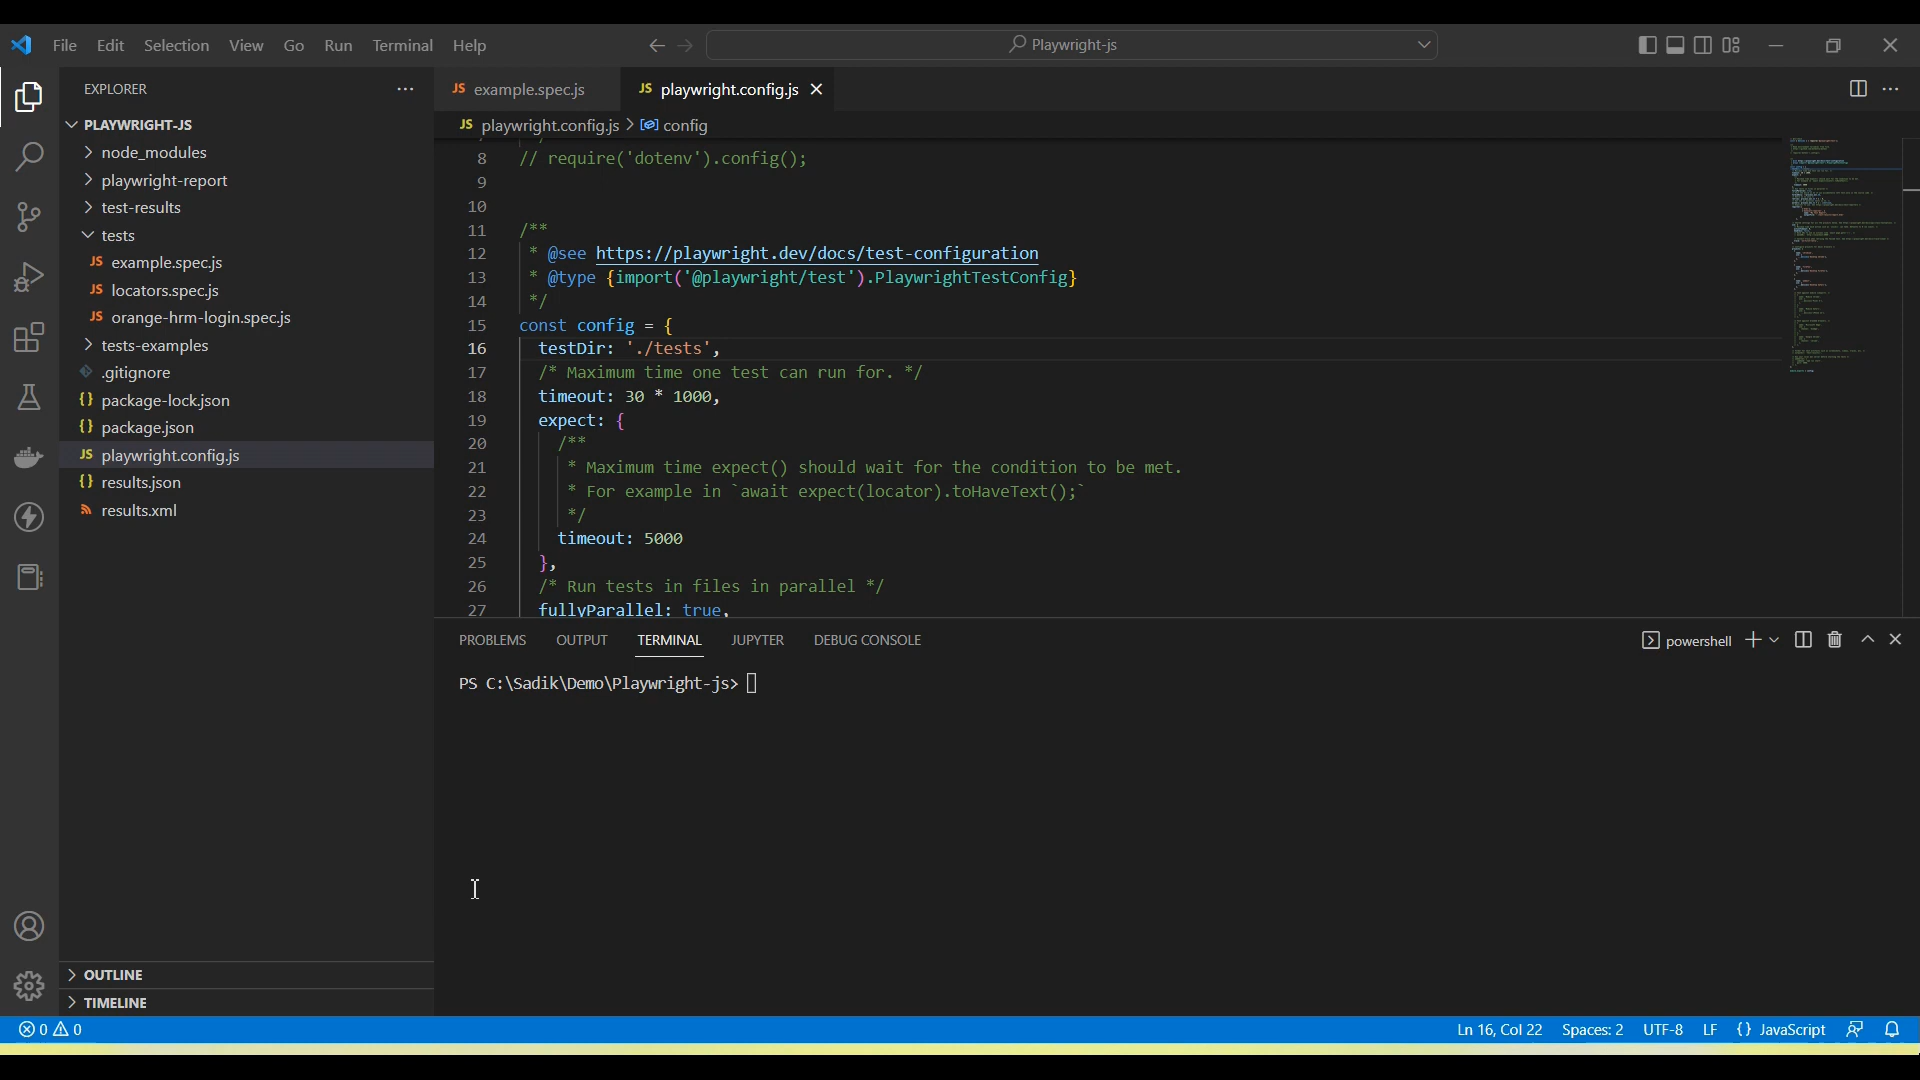 File Edit Selection View Go Run Terminal Help
Playwright-js
EXPLORER
PLAYWRIGHT-JS
node_modules
playwright-report
test-results
tests
JS example.spec.js
JS locators.spec.js
JS orange-hrm-login.spec.js
tests-examples
.gitignore
{} package-lock.json
{} package.json
JS playwright.config.js
{} results.json
results.xml
OUTLINE
TIMELINE
JS example.spec.js JS playwright.config.js
JS playwright.config.js > config
8 // require('dotenv').config();
9
10
11 /**
12 * @see https://playwright.dev/docs/test-configuration
13 * @type {import('@playwright/test').PlaywrightTestConfig}
14 */
15 const config = {
16 testDir: './tests',
17 /* Maximum time one test can run for. */
18 timeout: 30 * 1000,
19 expect: {
20 /**
21 * Maximum time expect() should wait for the condition to be met.
22 * For example in `await expect(locator).toHaveText();`
23 */
24 timeout: 5000
25 },
26 /* Run tests in files in parallel */
27 fullyParallel: true,
PROBLEMS OUTPUT TERMINAL JUPYTER DEBUG CONSOLE
powershell
PS C:\Sadik\Demo\Playwright-js>
0 0
Ln 16, Col 22 Spaces: 2 UTF-8 LF {} JavaScript